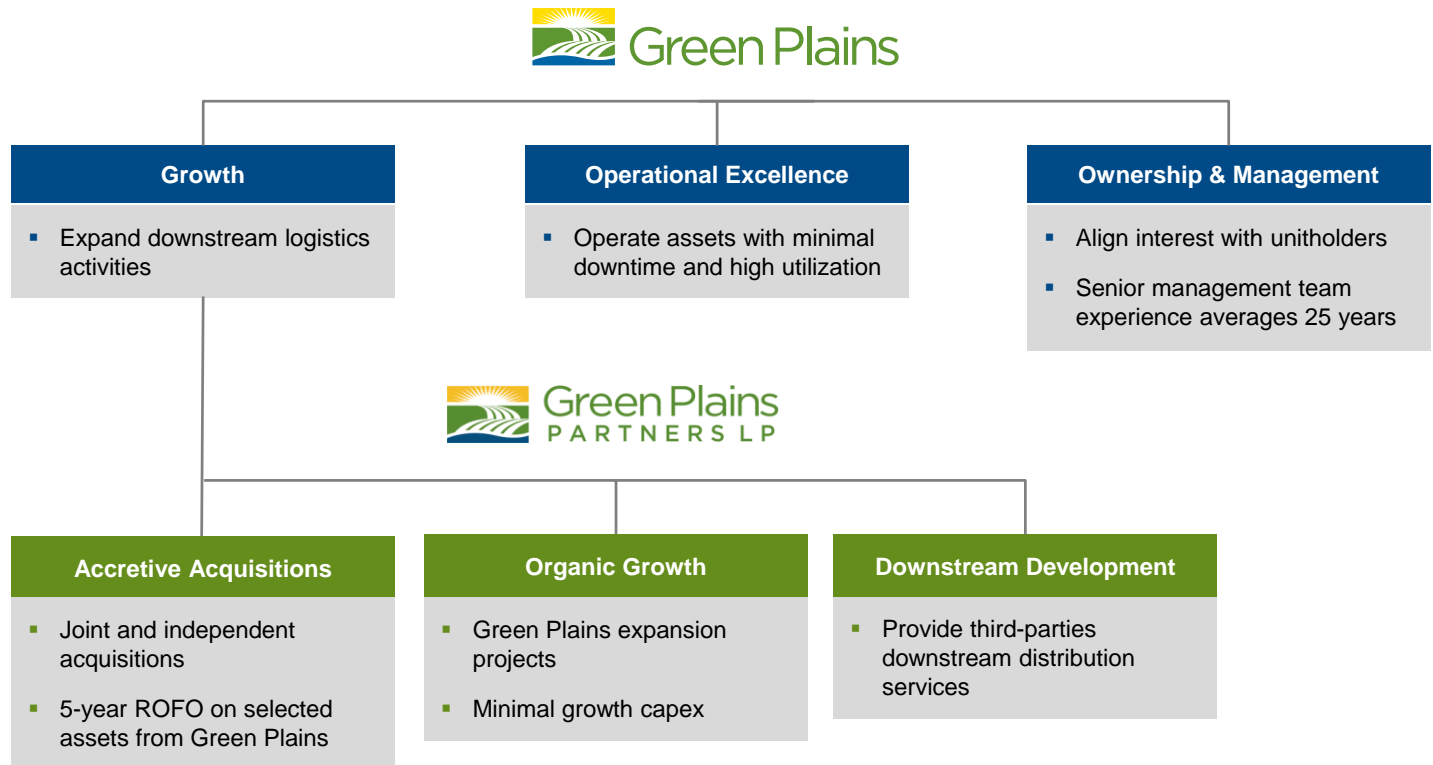 Green Plains
Growth
▪ Expand downstream logistics
activities
Operational Excellence
▪ Operate assets with minimal
downtime and high utilization
Ownership & Management
▪ Align interest with unitholders
▪ Senior management team
experience averages 25 years
Green Plains
PARTNERS LP
Accretive Acquisitions
▪ Joint and independent
acquisitions
▪ 5-year ROFO on selected
assets from Green Plains
Organic Growth
▪ Green Plains expansion
projects
▪ Minimal growth capex
Downstream Development
▪ Provide third-parties
downstream distribution
services